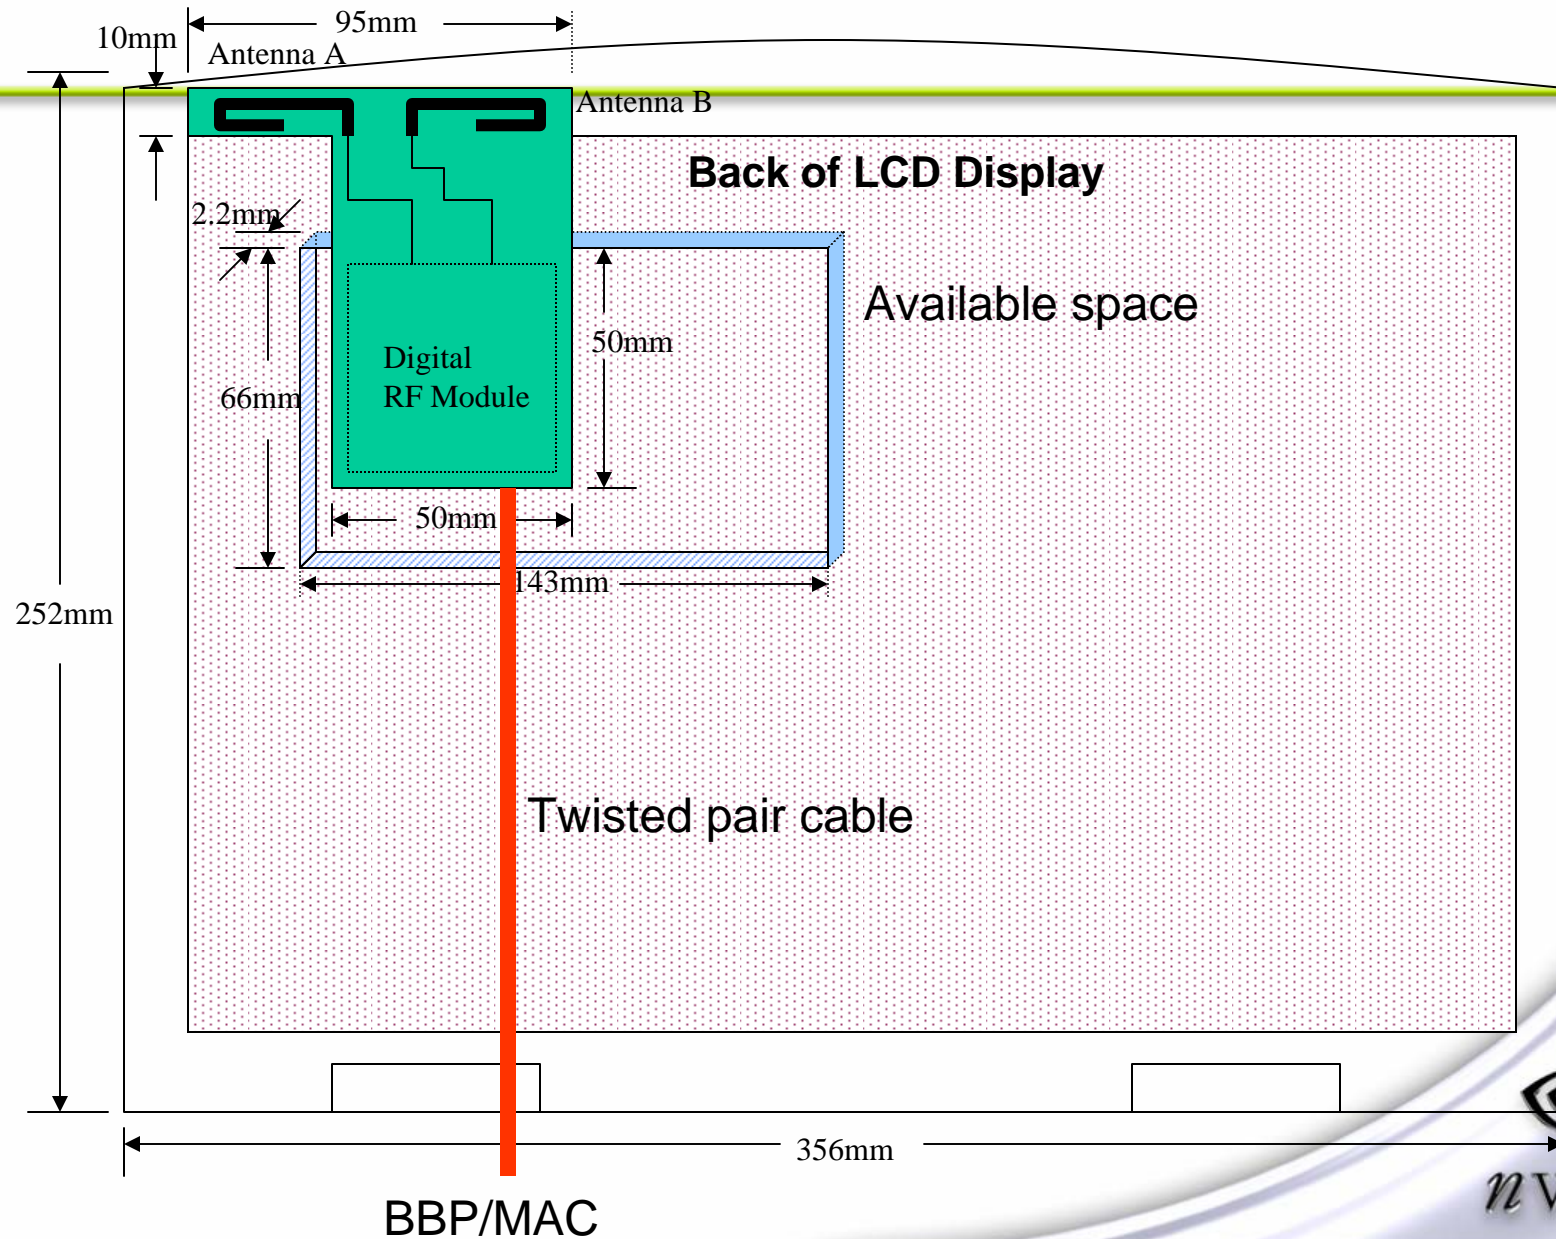 95mm
10mm
Antenna A
Antenna B
Back of LCD Display
2.2mm
Available space
50mm
Digital
RF Module
66mm
50mm
143mm
252mm
Twisted pair cable
356mm
BBP/MAC